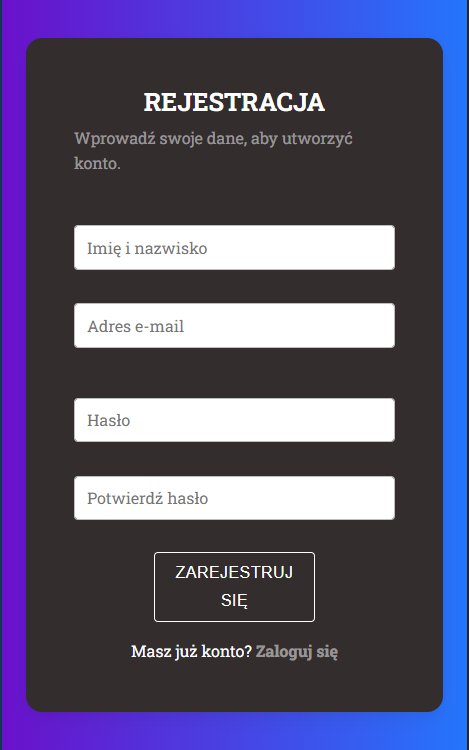 REJESTRACJA
Wprowadź swoje dane, aby utworzyć
konto.
Imię i nazwisko
Adres e-mail
Hasło
Potwierdź hasło
ZAREJESTRUJ
SIĘ
Masz już konto? Zaloguj się